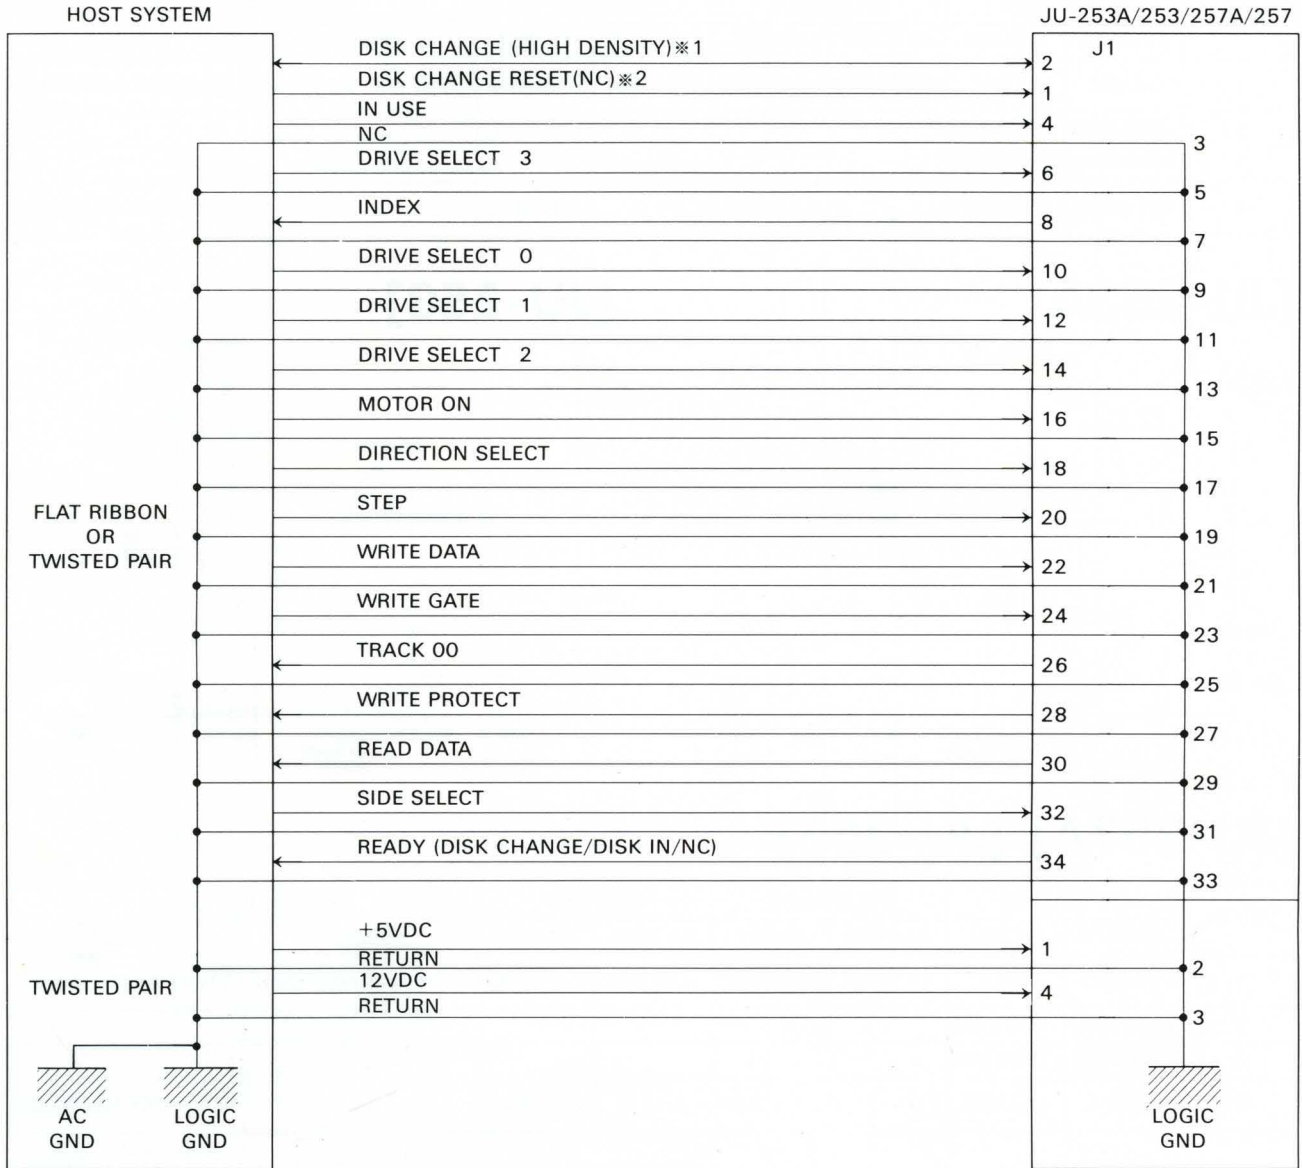 HOST SYSTEM
JU-253A/253/257A/257
J1
DISK CHANGE (HIGH DENSITY)※1
2
DISK CHANGE RESET(NC)※2
1
IN USE
4
NC
3
DRIVE SELECT 3
6
5
INDEX
8
7
DRIVE SELECT 0
10
9
DRIVE SELECT 1
12
11
DRIVE SELECT 2
14
13
MOTOR ON
16
15
DIRECTION SELECT
18
17
STEP
20
19
FLAT RIBBON
OR
TWISTED PAIR
WRITE DATA
22
21
WRITE GATE
24
23
TRACK 00
26
25
WRITE PROTECT
28
27
READ DATA
30
29
SIDE SELECT
32
31
READY (DISK CHANGE/DISK IN/NC)
34
33
+5VDC
1
RETURN
2
TWISTED PAIR
12VDC
4
RETURN
3
AC
GND
LOGIC
GND
LOGIC
GND